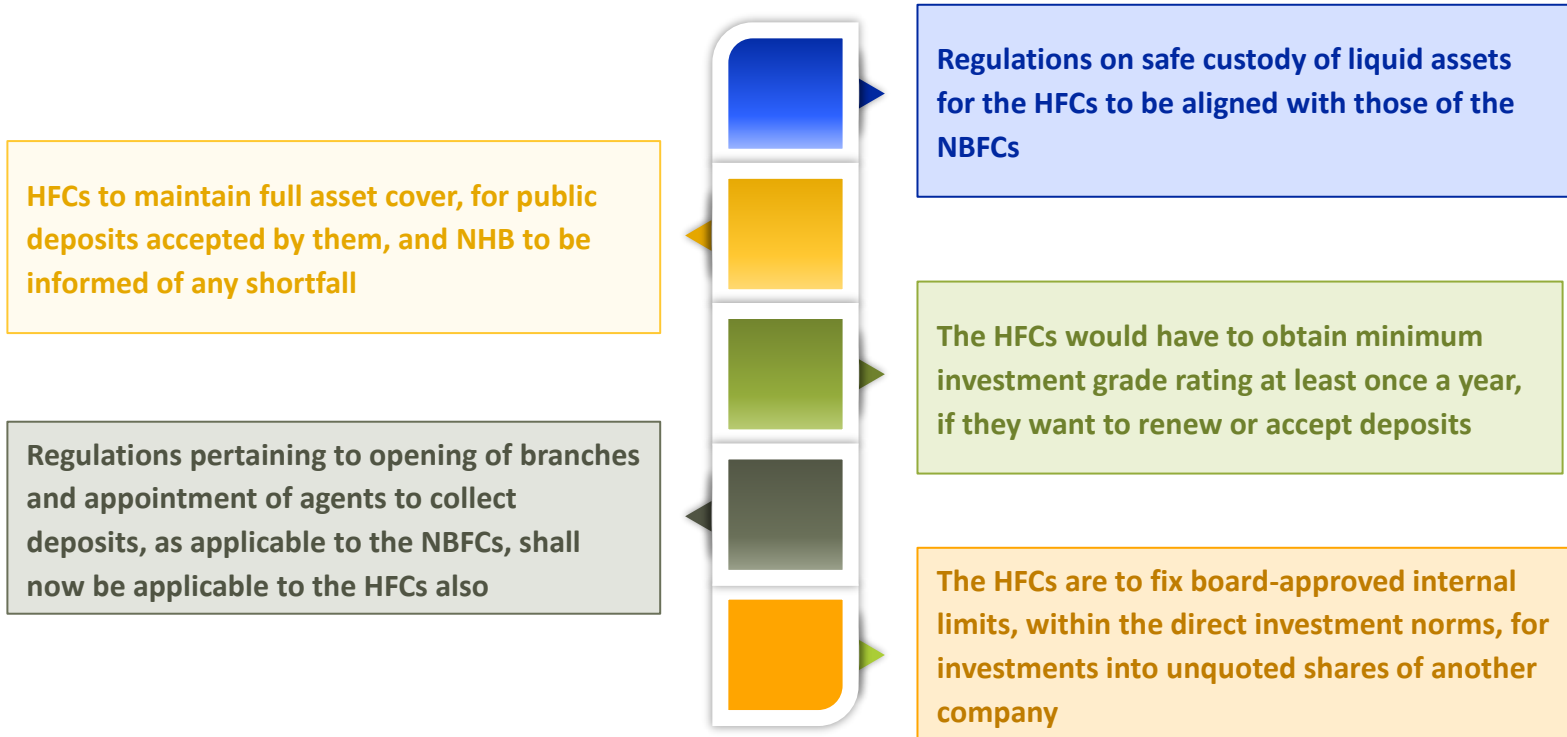 Regulations on safe custody of liquid assets
for the HFCs to be aligned with those of the
NBFCs
HFCs to maintain full asset cover, for public
deposits accepted by them, and NHB to be
informed of any shortfall
The HFCs would have to obtain minimum
investment grade rating at least once a year,
if they want to renew or accept deposits
Regulations pertaining to opening of branches
and appointment of agents to collect
deposits, as applicable to the NBFCs, shall
now be applicable to the HFCs also
The HFCs are to fix board-approved internal
limits, within the direct investment norms, for
investments into unquoted shares of another
company